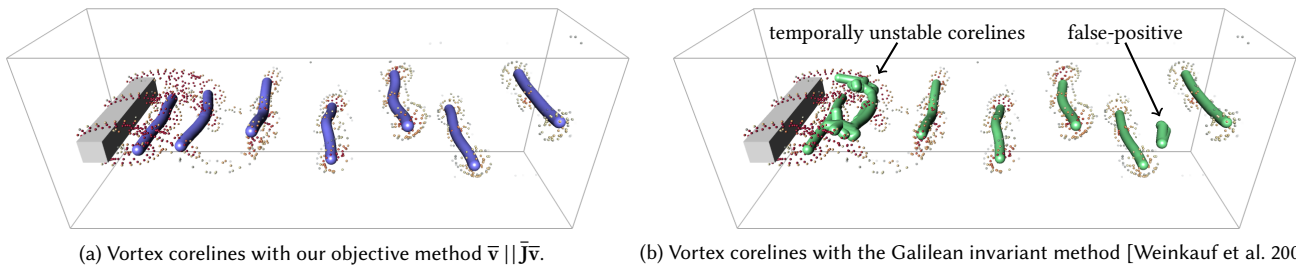 temporally unstable corelines
false-positive
(a) Vortex corelines with our objective method v̅ || J̅v̅.
(b) Vortex corelines with the Galilean invariant method [Weinkauf et al. 200